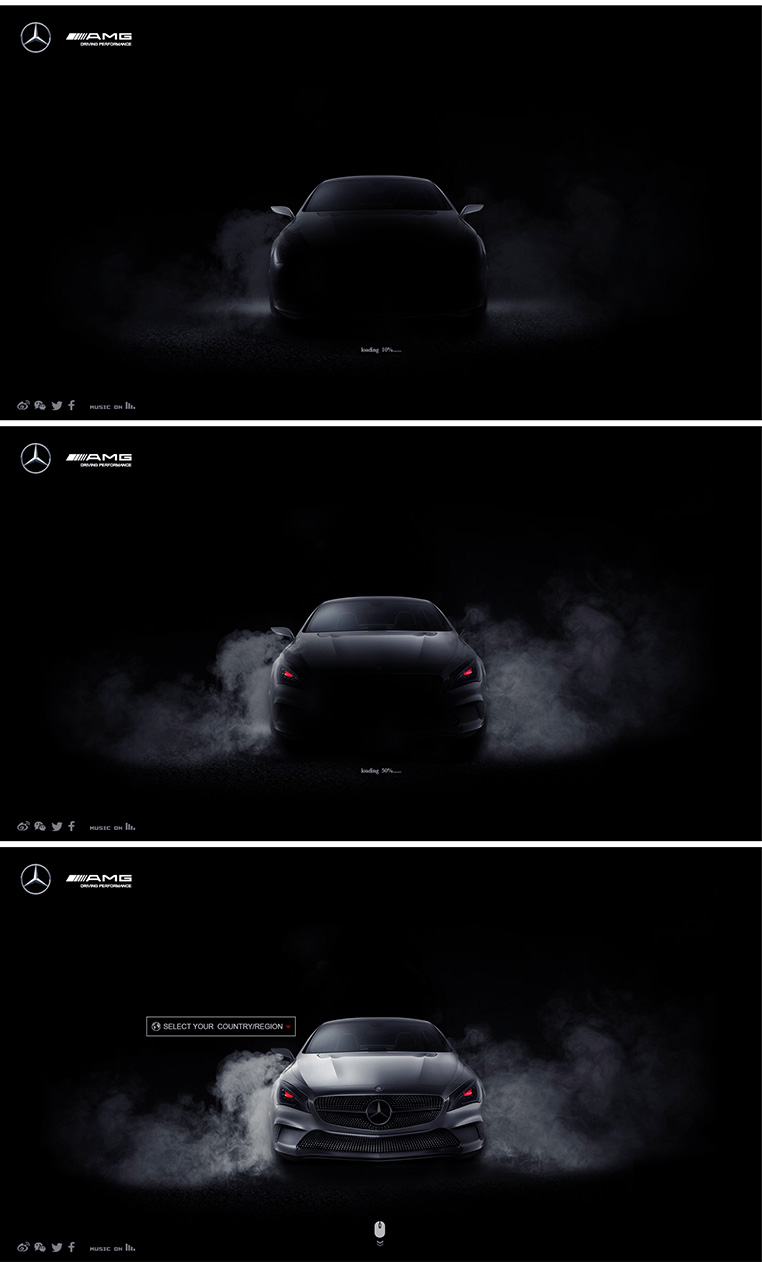 AMG
DRIVING PERFORMANCE
loading 10%......
MUSIC ON
AMG
DRIVING PERFORMANCE
loading 50%......
MUSIC ON
AMG
DRIVING PERFORMANCE
SELECT YOUR COUNTRY/REGION
MUSIC ON